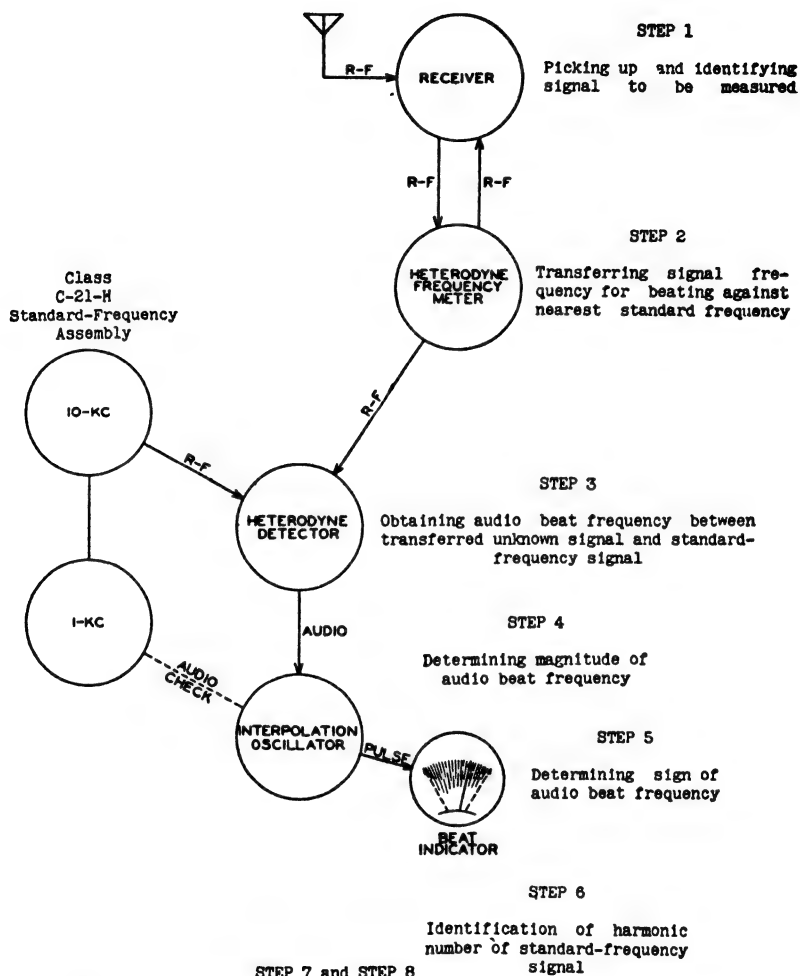 STEP 1
R-F
RECEIVER
Picking up and identifying
signal to be measured
R-F
R-F
STEP 2
HETERODYNE
FREQUENCY
METER
Transferring signal fre-
quency for beating against
nearest standard frequency
Class
C-21-H
Standard-Frequency
Assembly
R-F
10-KC
R-F
STEP 3
HETERODYNE
DETECTOR
Obtaining audio beat frequency between
transferred unknown signal and standard-
frequency signal
1-KC
AUDIO
STEP 4
AUDIO
CHECK
Determining magnitude of
audio beat frequency
INTERPOLATION
OSCILLATOR
PULSE
STEP 5
Determining sign of
audio beat frequency
BEAT
INDICATOR
STEP 6
Identification of harmonic
number of standard-frequency
signal
STEP 7 and STEP 8